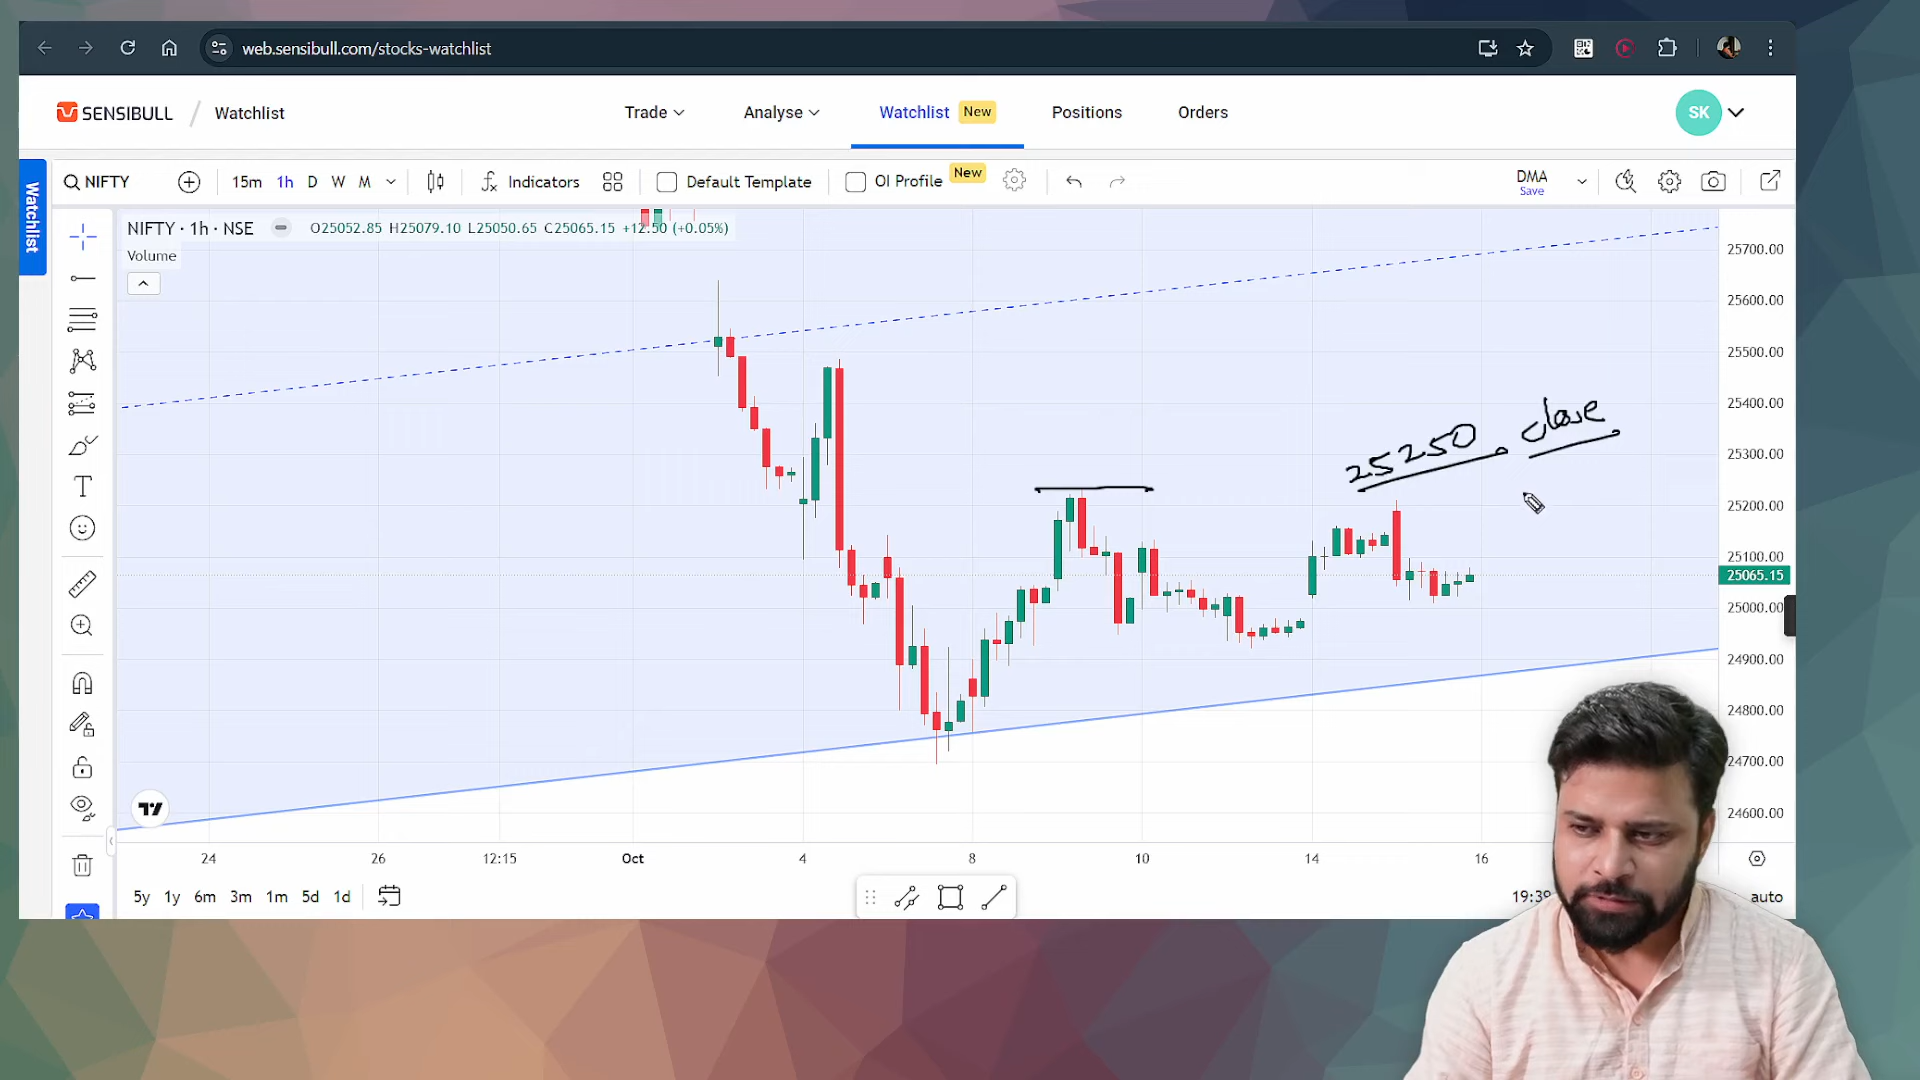 web.sensibull.com/stocks-watchlist
SENSIBULL / Watchlist
Trade
Analyse
Watchlist New
Positions
Orders
SK
Watchlist
NIFTY
15m 1h D W M
Indicators
Default Template
OI Profile New
DMA
Save
NIFTY · 1h · NSE O25052.85 H25079.10 L25050.65 C25065.15 +12.50 (+0.05%)
Volume
25250. close
25700.00
25600.00
25500.00
25400.00
25300.00
25200.00
25100.00
25065.15
25000.00
24900.00
24800.00
24700.00
24600.00
24 26 12:15 Oct 4 8 10 14 16
5y 1y 6m 3m 1m 5d 1d
19:39
auto